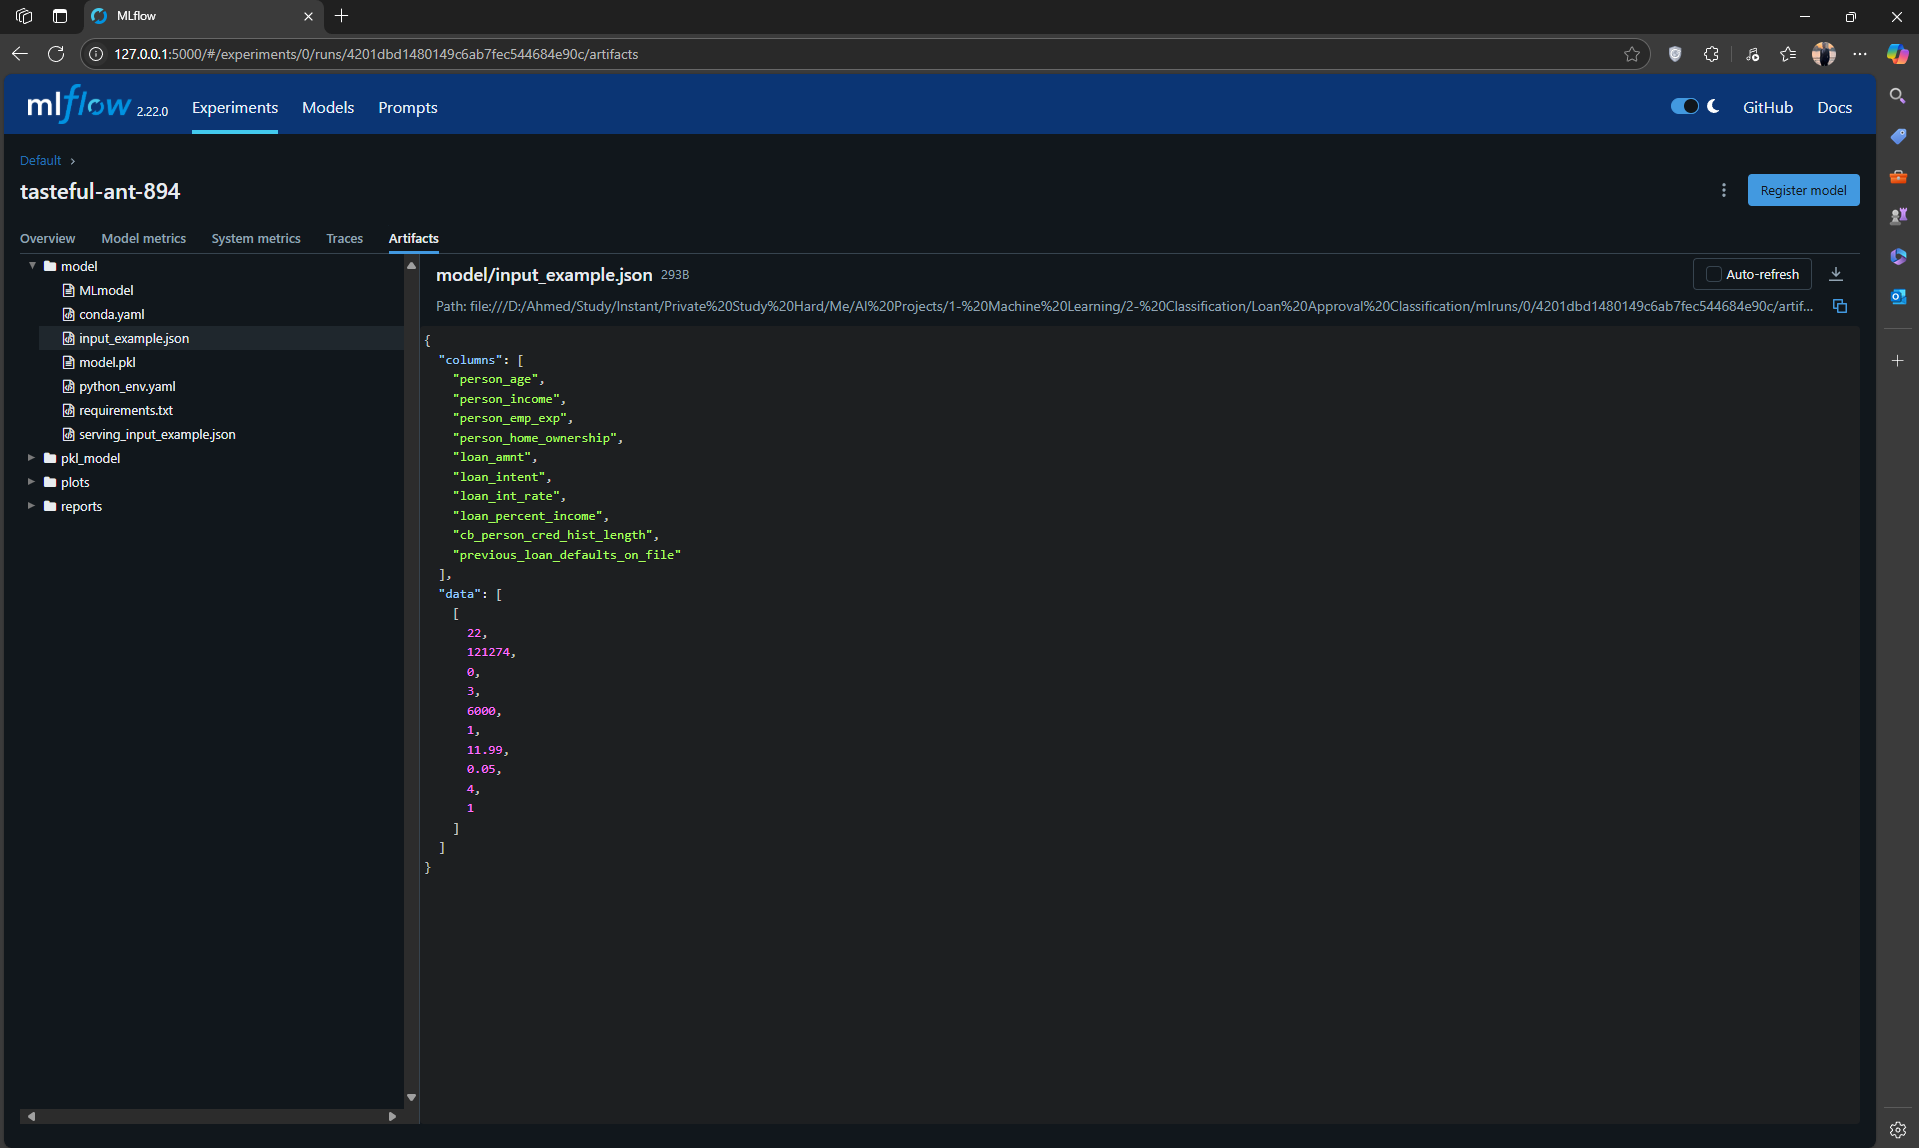 MLflow
127.0.0.1:5000/#/experiments/0/runs/4201dbd1480149c6ab7fec544684e90c/artifacts
mlflow 2.22.0 Experiments Models Prompts GitHub Docs
Default
tasteful-ant-894
Register model
Overview Model metrics System metrics Traces Artifacts
model
MLmodel
conda.yaml
input_example.json
model.pkl
python_env.yaml
requirements.txt
serving_input_example.json
pkl_model
plots
reports
model/input_example.json 293B
Auto-refresh
Path: file:///D:/Ahmed/Study/Instant/Private%20Study%20Hard/Me/AI%20Projects/1-%20Machine%20Learning/2-%20Classification/Loan%20Approval%20Classification/mlruns/0/4201dbd1480149c6ab7fec544684e90c/artif...
{
"columns": [
"person_age",
"person_income",
"person_emp_exp",
"person_home_ownership",
"loan_amnt",
"loan_intent",
"loan_int_rate",
"loan_percent_income",
"cb_person_cred_hist_length",
"previous_loan_defaults_on_file"
],
"data": [
[
22,
121274,
0,
3,
6000,
1,
11.99,
0.05,
4,
1
]
]
}